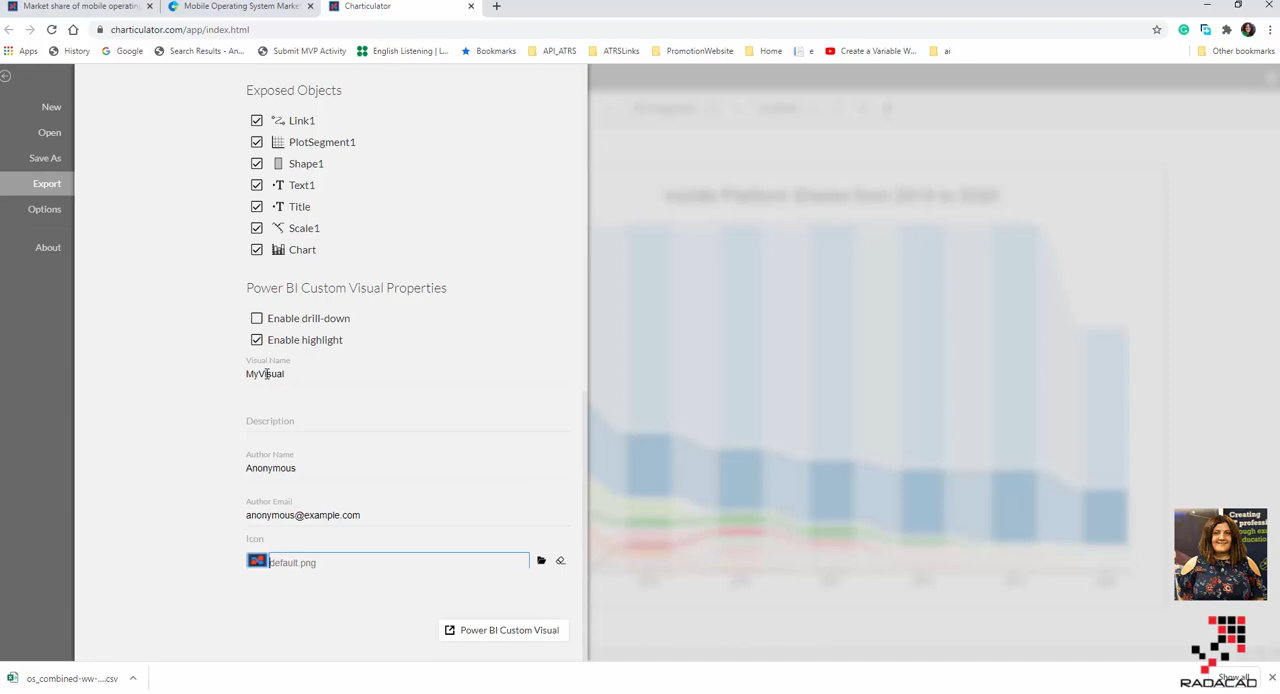 Market share of mobile operating
Mobile Operating System Market
Charticulator
charticulator.com/app/index.html
Apps
History
Google
Search Results - An...
Submit MVP Activity
English Listening | L...
Bookmarks
API_ATRS
ATRSLinks
PromotionWebsite
Home
e
Create a Variable W...
ai
Other bookmarks
New
Open
Save As
Export
Options
About
Exposed Objects
Link1
PlotSegment1
Shape1
Text1
Title
Scale1
Chart
Power BI Custom Visual Properties
Enable drill-down
Enable highlight
Visual Name
MyVisual
Description
Author Name
Anonymous
Author Email
anonymous@example.com
Icon
default.png
Power BI Custom Visual
Creating
RADACAD
os_combined-ww-....csv
Show all